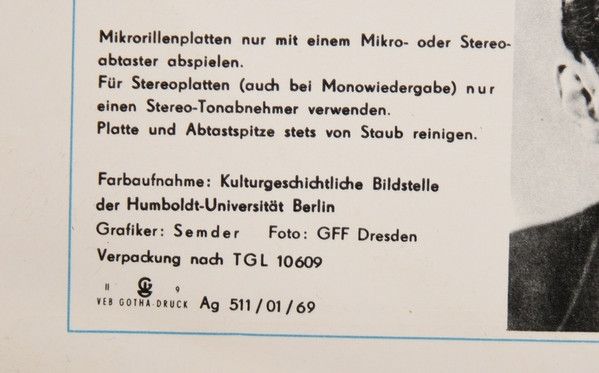 Mikrorillenplatten nur mit einem Mikro- oder Stereo-
abtaster abspielen.
Für Stereoplatten (auch bei Monowiedergabe) nur
einen Stereo-Tonabnehmer verwenden.
Platte und Abtastspitze stets von Staub reinigen.
Farbaufnahme: Kulturgeschichtliche Bildstelle
der Humboldt-Universität Berlin
Grafiker: Semder Foto: GFF Dresden
Verpackung nach TGL 10609
II 9
VEB GOTHA-DRUCK Ag 511/01/69